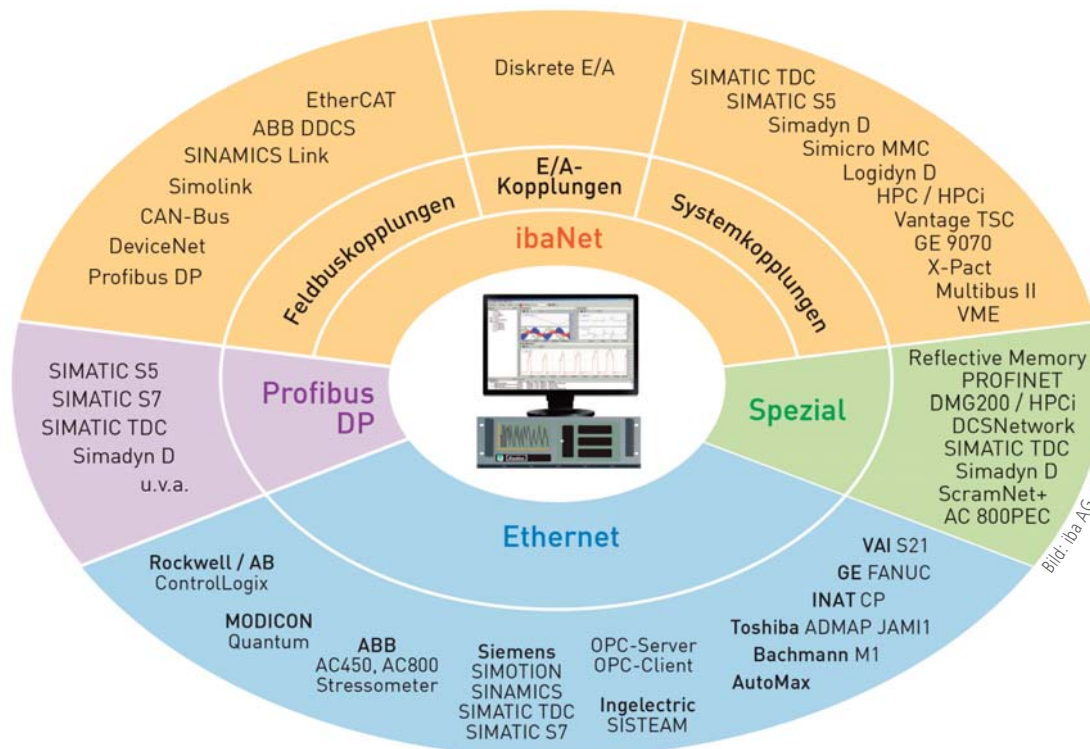 Diskrete E/A
EtherCAT
ABB DDCS
SINAMICS Link
Simolink
CAN-Bus
DeviceNet
Profibus DP
SIMATIC TDC
SIMATIC S5
Simadyn D
Simicro MMC
Logidyn D
HPC / HPCi
Vantage TSC
GE 9070
X-Pact
Multibus II
VME
Feldbuskopplungen
E/A-
Kopplungen
Systemkopplungen
ibaNet
SIMATIC S5
SIMATIC S7
SIMATIC TDC
Simadyn D
u.v.a.
Profibus
DP
Spezial
Reflective Memory
PROFINET
DMG200 / HPCi
DCSNetwork
SIMATIC TDC
Simadyn D
ScramNet+
AC 800PEC
Ethernet
Rockwell / AB
ControlLogix
MODICON
Quantum
ABB
AC450, AC800
Stressometer
Siemens
SIMOTION
SINAMICS
SIMATIC TDC
SIMATIC S7
OPC-Server
OPC-Client
Ingelectric
SISTEAM
VAI S21
GE FANUC
INAT CP
Toshiba ADMAP JAMI1
Bachmann M1
AutoMax
Bild: iba AG